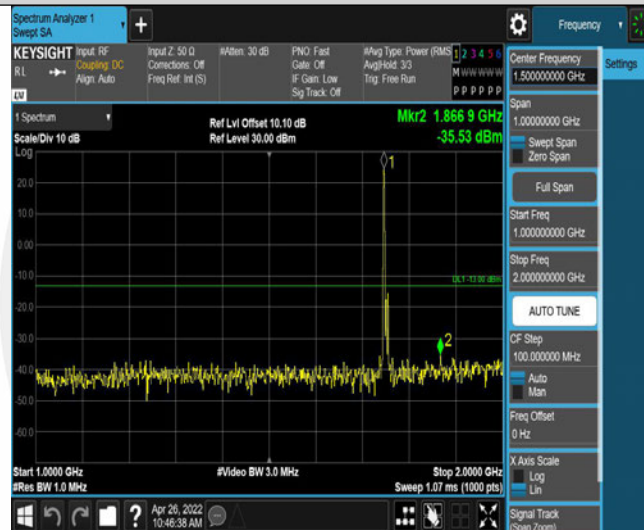 Spectrum Analyzer 1
Swept SA
Frequency
KEYSIGHT
RL
LXI
Input: RF
Coupling: DC
Align: Auto
Input Z: 50 Ω
Corrections: Off
Freq Ref: Int (S)
#Atten: 30 dB
PNO: Fast
Gate: Off
IF Gain: Low
Sig Track: Off
#Avg Type: Power (RMS
Avg|Hold: 3/3
Trig: Free Run
1 2 3 4 5 6
M W W W W W
P P P P P P
1 Spectrum
Scale/Div 10 dB
Log
Ref Lvl Offset 10.10 dB
Ref Level 30.00 dBm
Mkr2 1.866 9 GHz
-35.53 dBm
1
20.0
10.0
0.00
-10.0
DL1 -13.00 dBm
-20.0
-30.0
2
-40.0
-50.0
-60.0
Start 1.0000 GHz
#Res BW 1.0 MHz
#Video BW 3.0 MHz
Stop 2.0000 GHz
Sweep 1.07 ms (1000 pts)
Apr 26, 2022
10:46:38 AM
Center Frequency
1.500000000 GHz
Settings
Span
1.00000000 GHz
Swept Span
Zero Span
Full Span
Start Freq
1.000000000 GHz
Stop Freq
2.000000000 GHz
AUTO TUNE
CF Step
100.000000 MHz
Auto
Man
Freq Offset
0 Hz
X Axis Scale
Log
Lin
Signal Track
(Span Zoom)